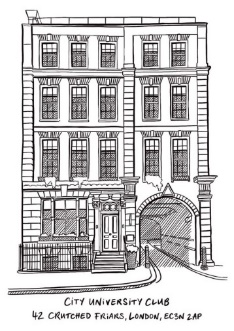 CITY UNIVERSITY CLUB
42 CRUTCHED FRIARS, LONDON, EC3N 2AP